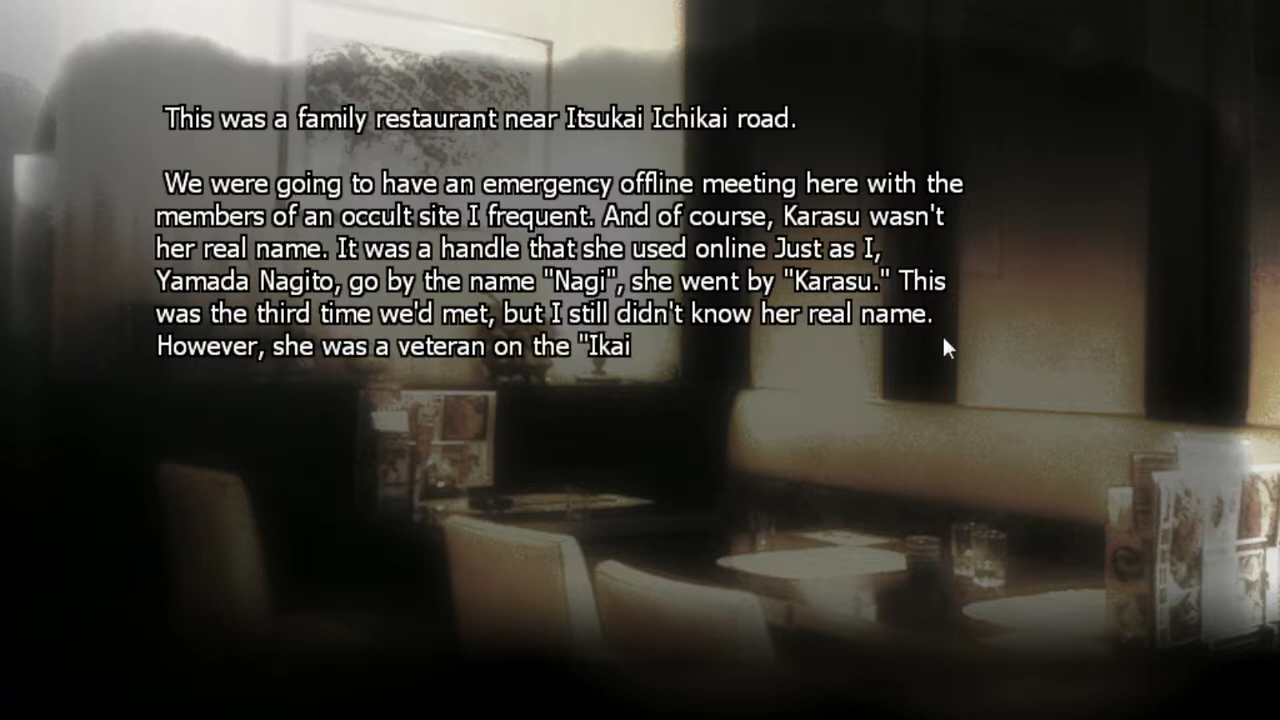 This was a family restaurant near Itsukai Ichikai road.
We were going to have an emergency offline meeting here with the
members of an occult site I frequent. And of course, Karasu wasn't
her real name. It was a handle that she used online Just as I,
Yamada Nagito, go by the name "Nagi", she went by "Karasu." This
was the third time we'd met, but I still didn't know her real name.
However, she was a veteran on the "Ikai